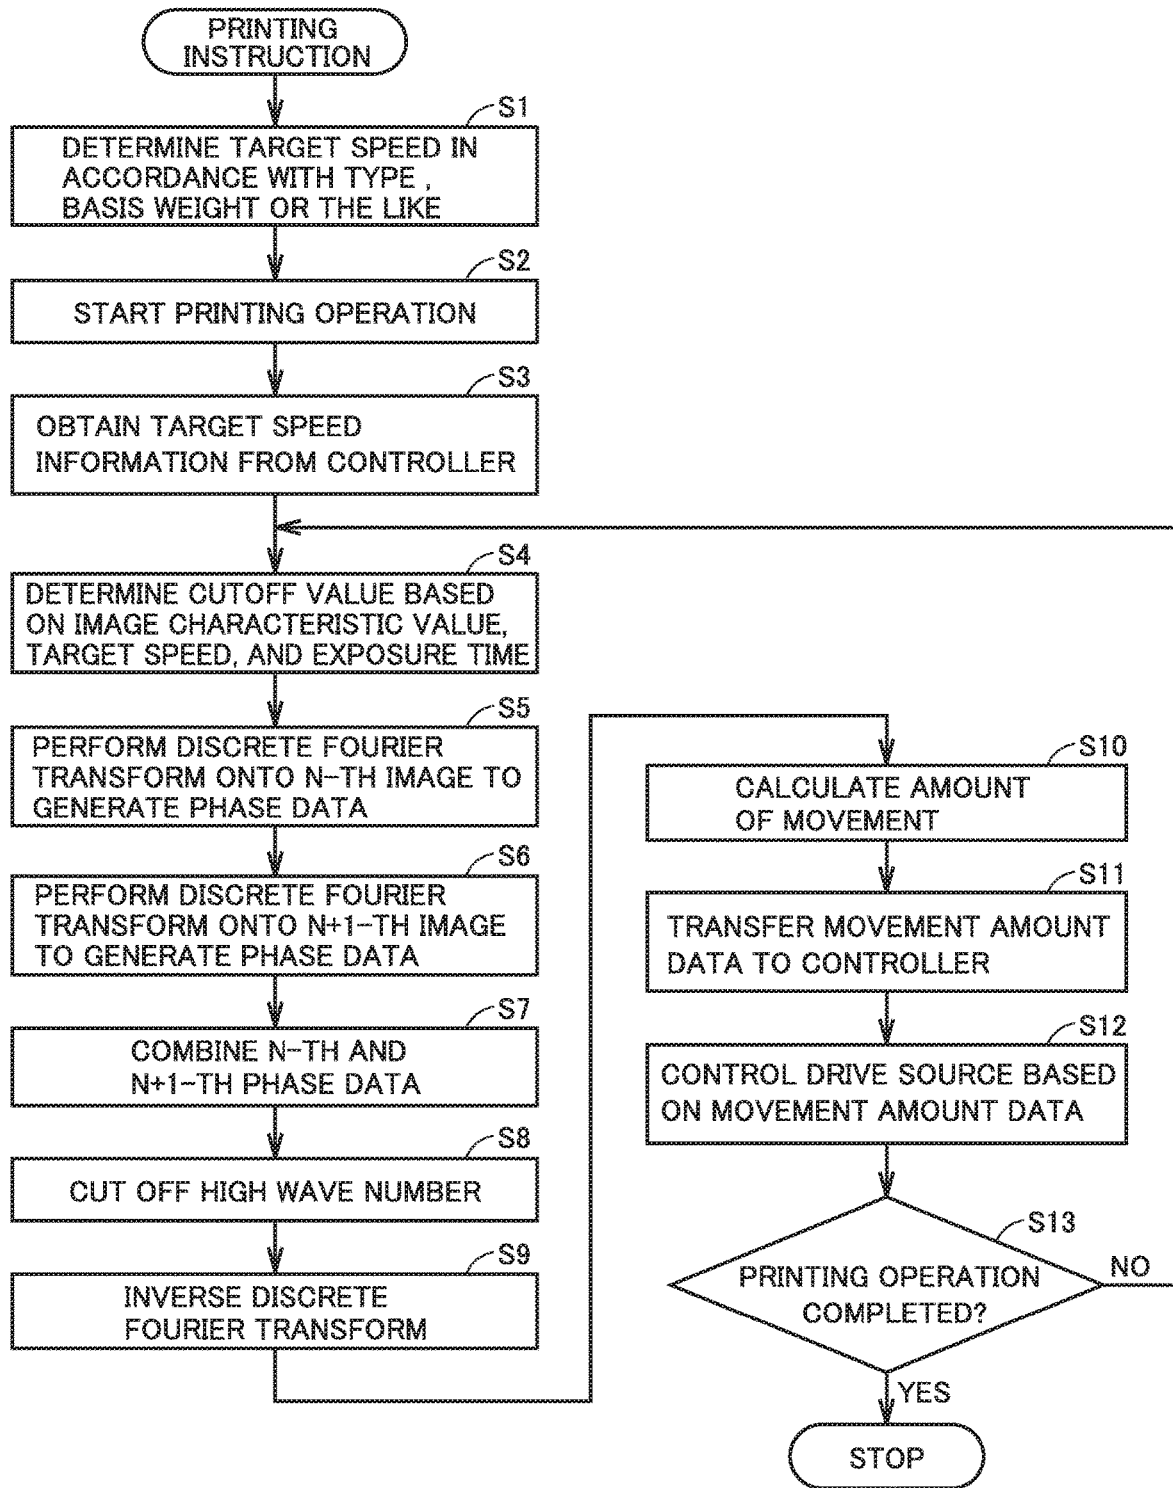 PRINTING
INSTRUCTION
S1
DETERMINE TARGET SPEED IN
ACCORDANCE WITH TYPE ,
BASIS WEIGHT OR THE LIKE
S2
START PRINTING OPERATION
S3
OBTAIN TARGET SPEED
INFORMATION FROM CONTROLLER
S4
DETERMINE CUTOFF VALUE BASED
ON IMAGE CHARACTERISTIC VALUE,
TARGET SPEED, AND EXPOSURE TIME
S5
PERFORM DISCRETE FOURIER
TRANSFORM ONTO N-TH IMAGE TO
GENERATE PHASE DATA
S6
PERFORM DISCRETE FOURIER
TRANSFORM ONTO N+1-TH IMAGE
TO GENERATE PHASE DATA
S7
COMBINE N-TH AND
N+1-TH PHASE DATA
S8
CUT OFF HIGH WAVE NUMBER
S9
INVERSE DISCRETE
FOURIER TRANSFORM
S10
CALCULATE AMOUNT
OF MOVEMENT
S11
TRANSFER MOVEMENT AMOUNT
DATA TO CONTROLLER
S12
CONTROL DRIVE SOURCE BASED
ON MOVEMENT AMOUNT DATA
S13
PRINTING OPERATION
COMPLETED?
NO
YES
STOP